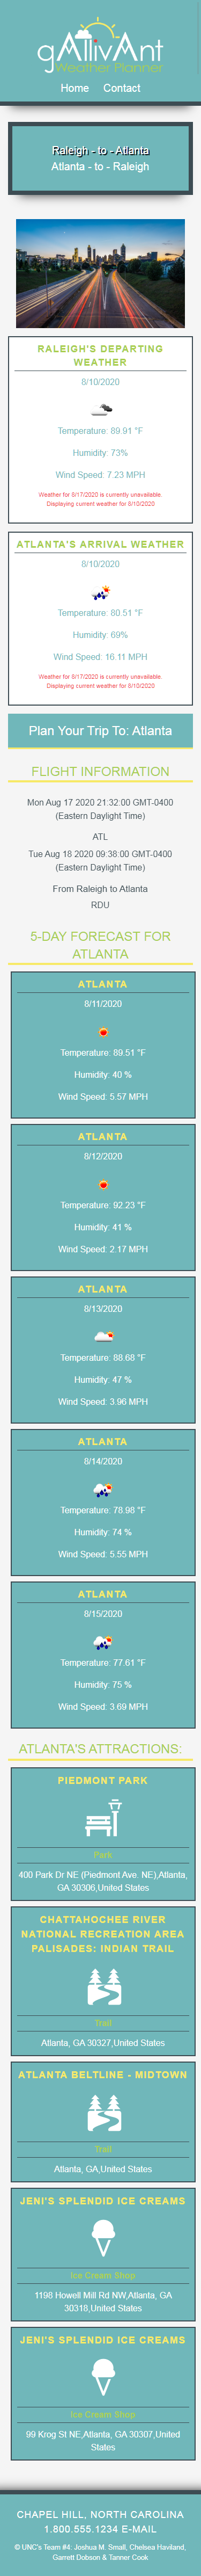 gAllivAnt
Weather Planner
Home Contact
Raleigh - to - Atlanta
Atlanta - to - Raleigh
RALEIGH'S DEPARTING
WEATHER
8/10/2020
Temperature: 89.91 °F
Humidity: 73%
Wind Speed: 7.23 MPH
Weather for 8/17/2020 is currently unavailable.
Displaying current weather for 8/10/2020
ATLANTA'S ARRIVAL WEATHER
8/10/2020
Temperature: 80.51 °F
Humidity: 69%
Wind Speed: 16.11 MPH
Weather for 8/17/2020 is currently unavailable.
Displaying current weather for 8/10/2020
Plan Your Trip To: Atlanta
FLIGHT INFORMATION
Mon Aug 17 2020 21:32:00 GMT-0400
(Eastern Daylight Time)
ATL
Tue Aug 18 2020 09:38:00 GMT-0400
(Eastern Daylight Time)
From Raleigh to Atlanta
RDU
5-DAY FORECAST FOR
ATLANTA
ATLANTA
8/11/2020
Temperature: 89.51 °F
Humidity: 40 %
Wind Speed: 5.57 MPH
ATLANTA
8/12/2020
Temperature: 92.23 °F
Humidity: 41 %
Wind Speed: 2.17 MPH
ATLANTA
8/13/2020
Temperature: 88.68 °F
Humidity: 47 %
Wind Speed: 3.96 MPH
ATLANTA
8/14/2020
Temperature: 78.98 °F
Humidity: 74 %
Wind Speed: 5.55 MPH
ATLANTA
8/15/2020
Temperature: 77.61 °F
Humidity: 75 %
Wind Speed: 3.69 MPH
ATLANTA'S ATTRACTIONS:
PIEDMONT PARK
Park
400 Park Dr NE (Piedmont Ave. NE),Atlanta,
GA 30306,United States
CHATTAHOCHEE RIVER
NATIONAL RECREATION AREA
PALISADES: INDIAN TRAIL
Trail
Atlanta, GA 30327,United States
ATLANTA BELTLINE - MIDTOWN
Trail
Atlanta, GA,United States
JENI'S SPLENDID ICE CREAMS
Ice Cream Shop
1198 Howell Mill Rd NW,Atlanta, GA
30318,United States
JENI'S SPLENDID ICE CREAMS
Ice Cream Shop
99 Krog St NE,Atlanta, GA 30307,United
States
CHAPEL HILL, NORTH CAROLINA
1.800.555.1234 E-MAIL
© UNC's Team #4: Joshua M. Small, Chelsea Haviland,
Garrett Dobson & Tanner Cook